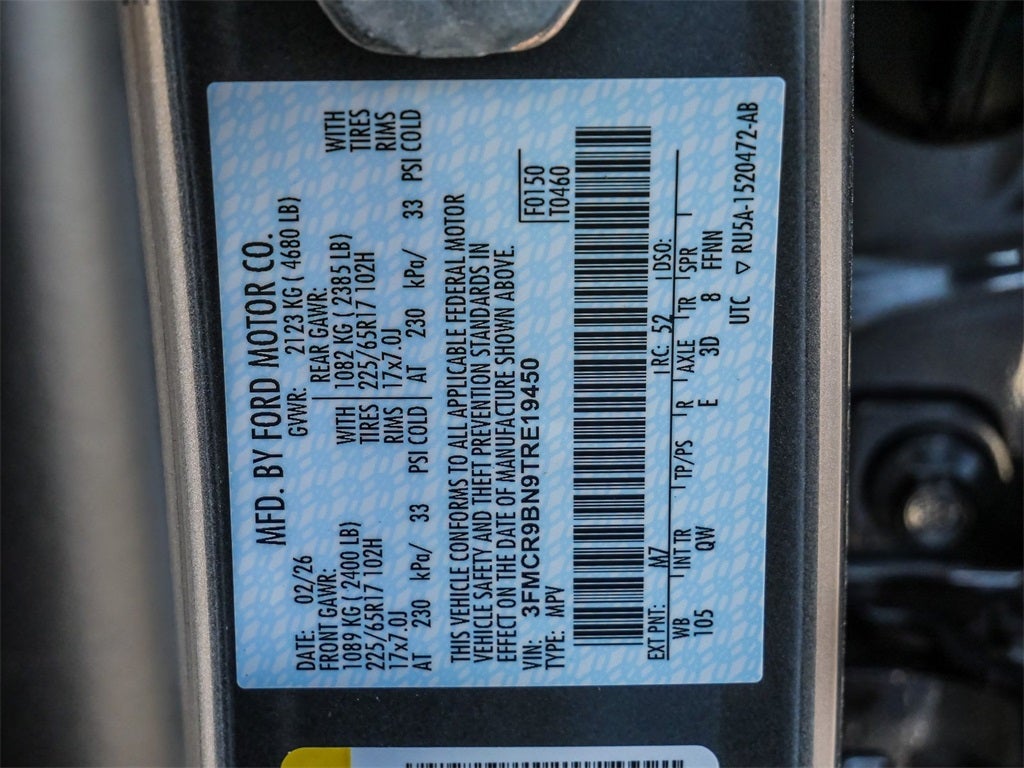 MFD. BY FORD MOTOR CO.
DATE: 02/26 GVWR: 2123 KG ( 4680 LB)
FRONT GAWR: REAR GAWR:
1089 KG ( 2400 LB) WITH 1082 KG ( 2385 LB) WITH
225/65R17 102H TIRES 225/65R17 102H TIRES
17x7.0J RIMS 17x7.0J RIMS
AT 230 kPa/ 33 PSI COLD AT 230 kPa/ 33 PSI COLD
THIS VEHICLE CONFORMS TO ALL APPLICABLE FEDERAL MOTOR
VEHICLE SAFETY AND THEFT PREVENTION STANDARDS IN
EFFECT ON THE DATE OF MANUFACTURE SHOWN ABOVE.
VIN: 3FMCR9BN9TRE19450 F0150
TYPE: MPV T0460
EXT PNT: M7 RC: 52 DSO:
WB INT TR TP/PS R AXLE TR SPR
105 QW E 3D 8 FFNN
UTC ▽ RU5A-1520472-AB